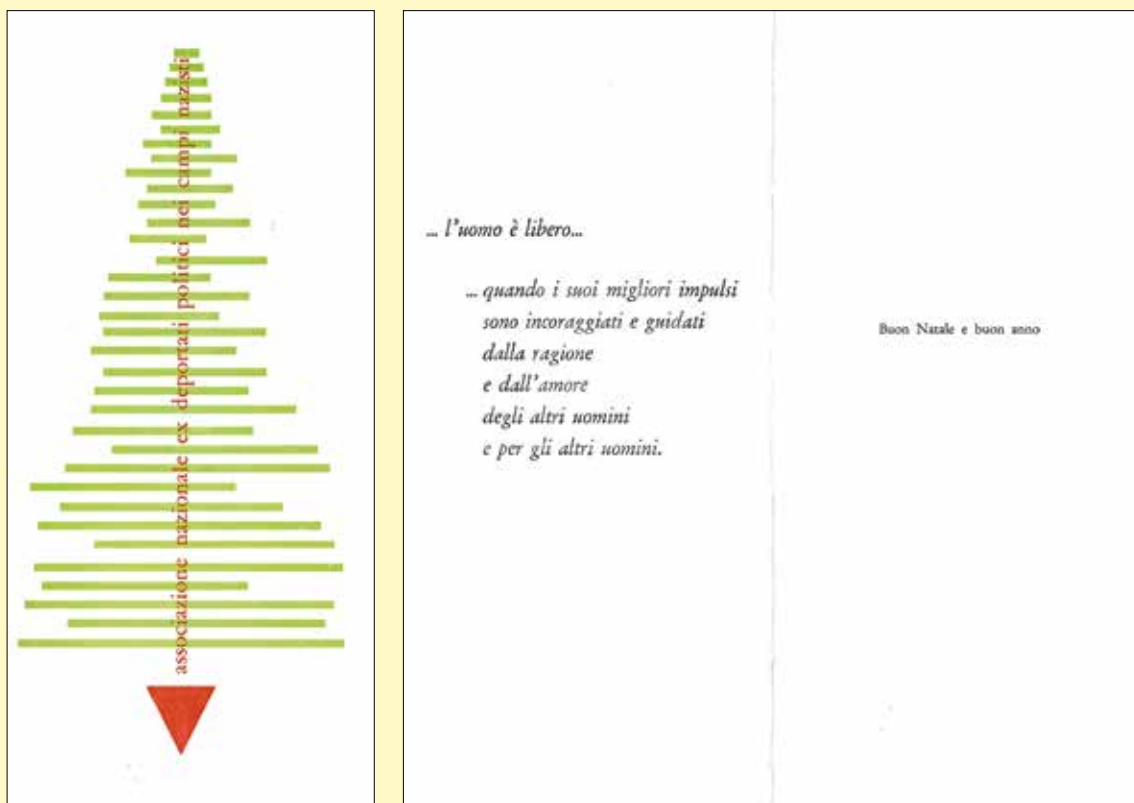 associazione nazionale ex deportati politici nei campi nazisti
... l'uomo è libero...
... quando i suoi migliori impulsi
sono incoraggiati e guidati
dalla ragione
e dall'amore
degli altri uomini
e per gli altri uomini.
Buon Natale e buon anno